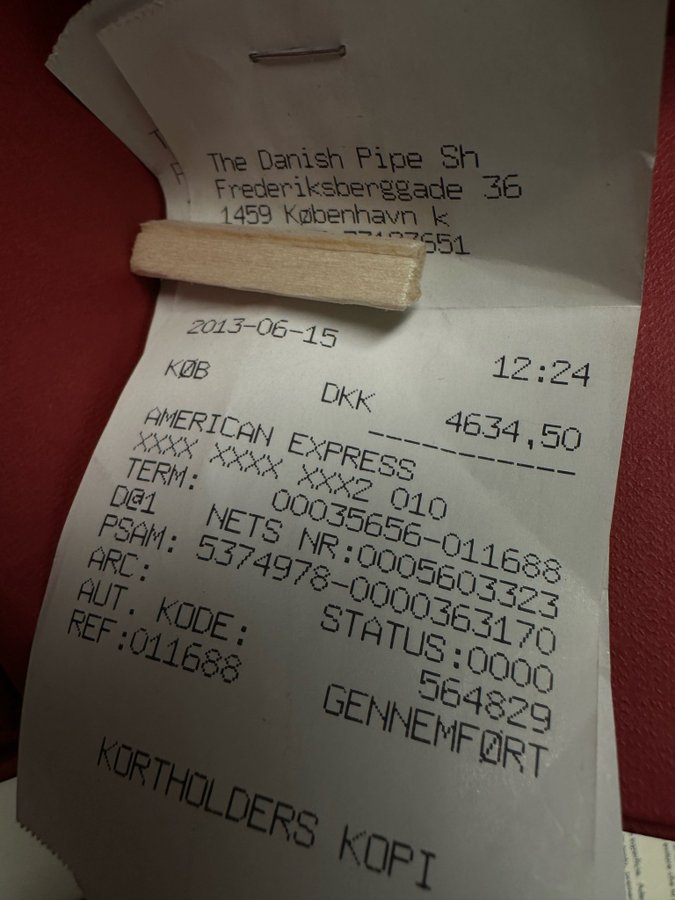 The Danish Pipe Sh
Frederiksberggade 36
1459 København k
2013-06-15 12:24
KØB
DKK 4634,50
AMERICAN EXPRESS
XXXX XXXX XXX2 010
TERM: 00035656-011688
D@1 NETS NR:0005603323
PSAM: 5374978-0000363170
ARC: STATUS:0000
AUT. KODE: 564829
REF:011688
GENNEMFØRT
KORTHOLDERS KOPI